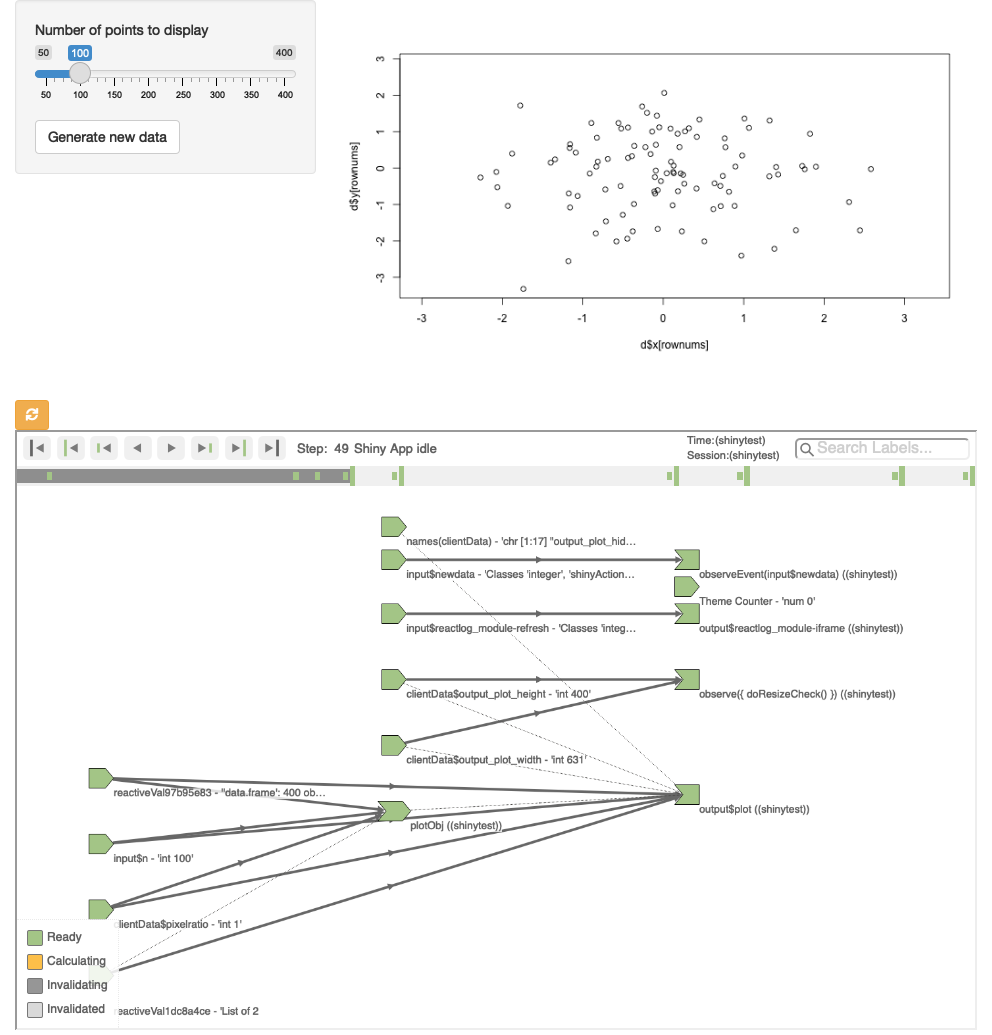 Number of points to display
50 100 400
50 100 150 200 250 300 350 400
Generate new data
3
2
1
0
-1
-2
-3
d$y[rownums]
-3 -2 -1 0 1 2 3
d$x[rownums]
Step: 49 Shiny App idle
Time:(shinytest)
Session:(shinytest)
Search Labels...
names(clientData) - 'chr [1:17] "output_plot_hid...
input$newdata - 'Classes 'integer', 'shinyAction...
observeEvent(input$newdata) ((shinytest))
Theme Counter - 'num 0'
input$reactlog_module-refresh - 'Classes 'integ...
output$reactlog_module-iframe ((shinytest))
clientData$output_plot_height - 'int 400'
observe({ doResizeCheck() }) ((shinytest))
clientData$output_plot_width - 'int 631'
reactiveVal97b95e83 - ''data.frame': 400 ob...
output$plot ((shinytest))
plotObj ((shinytest))
input$n - 'int 100'
clientData$pixelratio - 'int 1'
Ready
Calculating
Invalidating
Invalidated
eactiveVal1dc8a4ce - 'List of 2